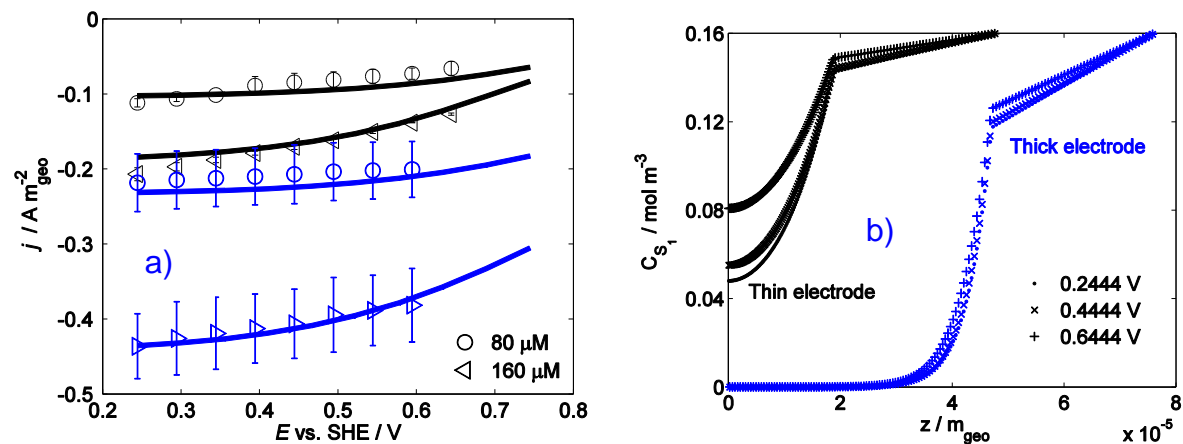 0
-0.1
-0.2
-0.3
-0.4
-0.5
j / A m_geo^-2
0.2 0.3 0.4 0.5 0.6 0.7 0.8
E vs. SHE / V
a)
80 μM
160 μM
0.16
0.12
0.08
0.04
0
C_S1 / mol m^-3
0 2 4 6 8
z / m_geo
x 10^-5
b)
Thick electrode
Thin electrode
0.2444 V
0.4444 V
0.6444 V